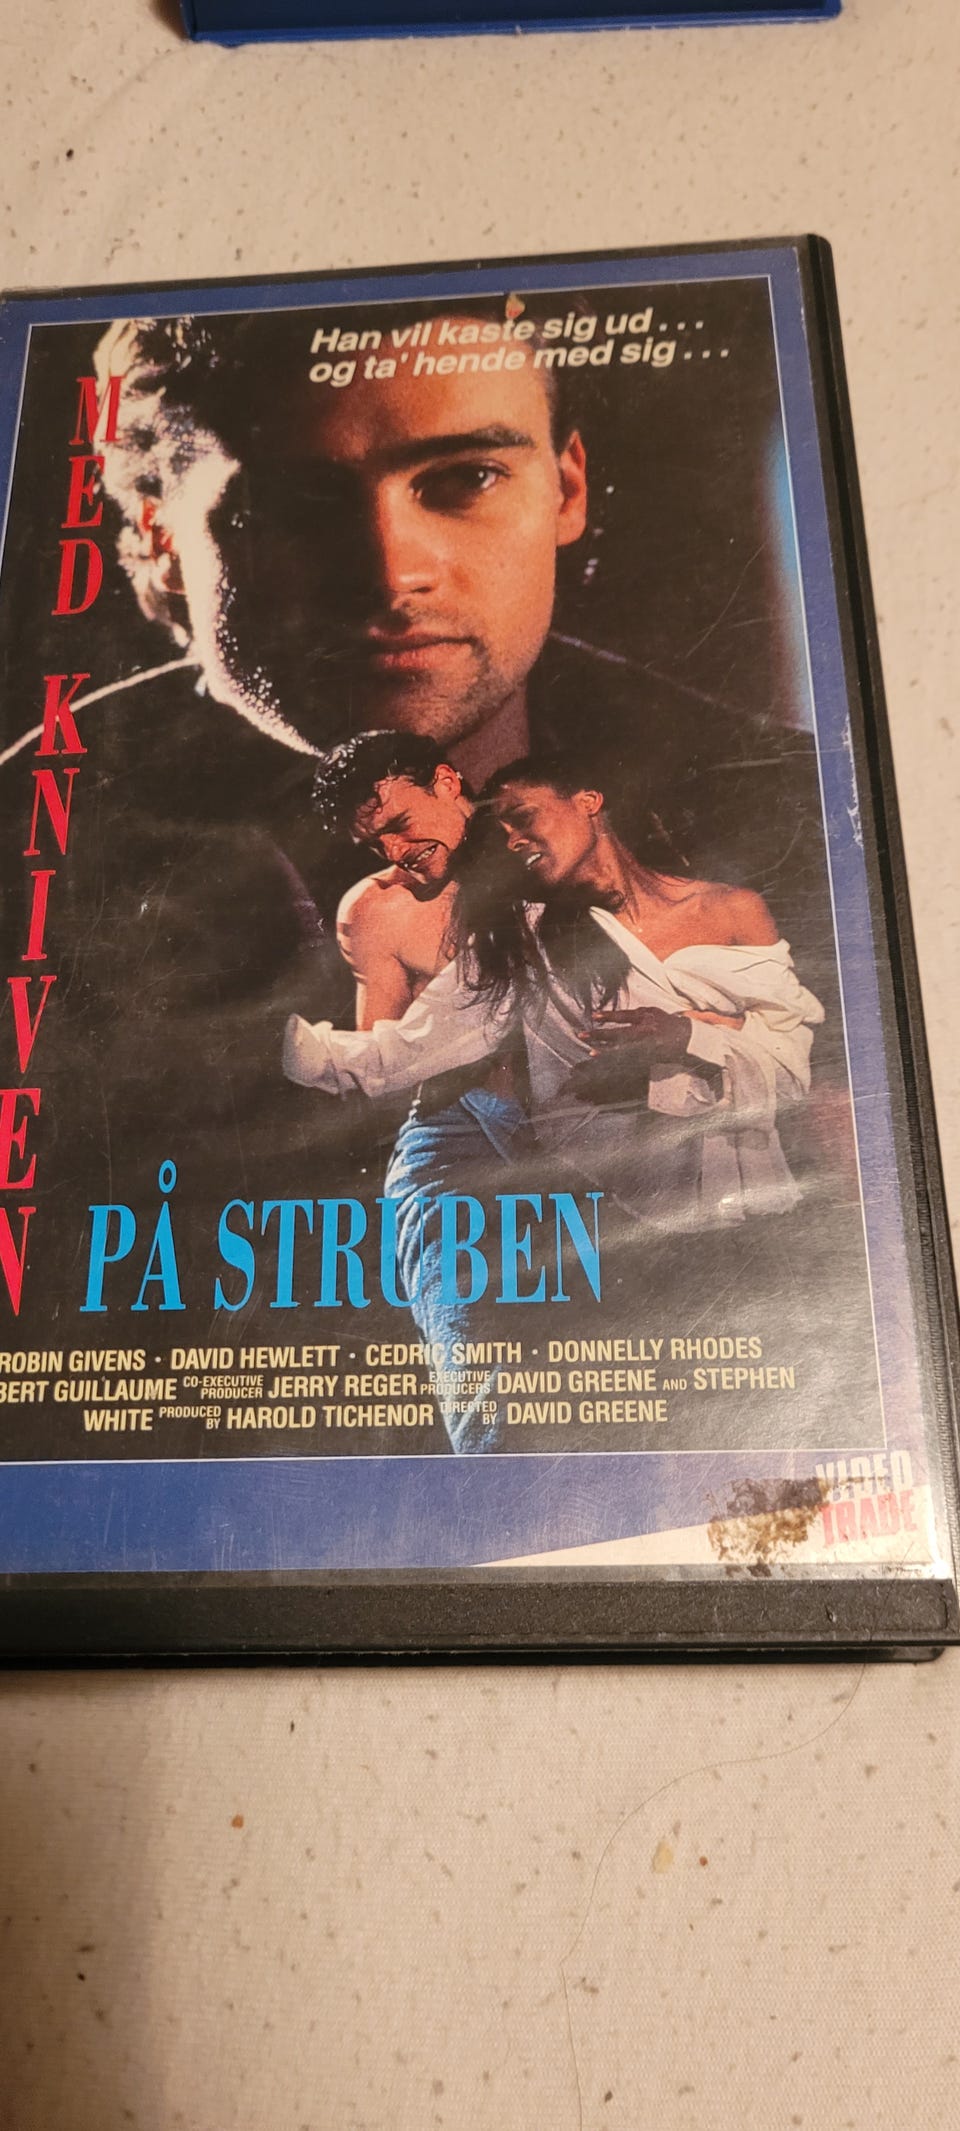 Han vil kaste sig ud...
og ta' hende med sig...
MED KNIVEN
PÅ STRUBEN
ROBIN GIVENS · DAVID HEWLETT · CEDRIC SMITH · DONNELLY RHODES
BERT GUILLAUME CO-EXECUTIVE PRODUCER JERRY REGER EXECUTIVE PRODUCERS DAVID GREENE AND STEPHEN
WHITE PRODUCED BY HAROLD TICHENOR DIRECTED BY DAVID GREENE
VIDEO
TRADE